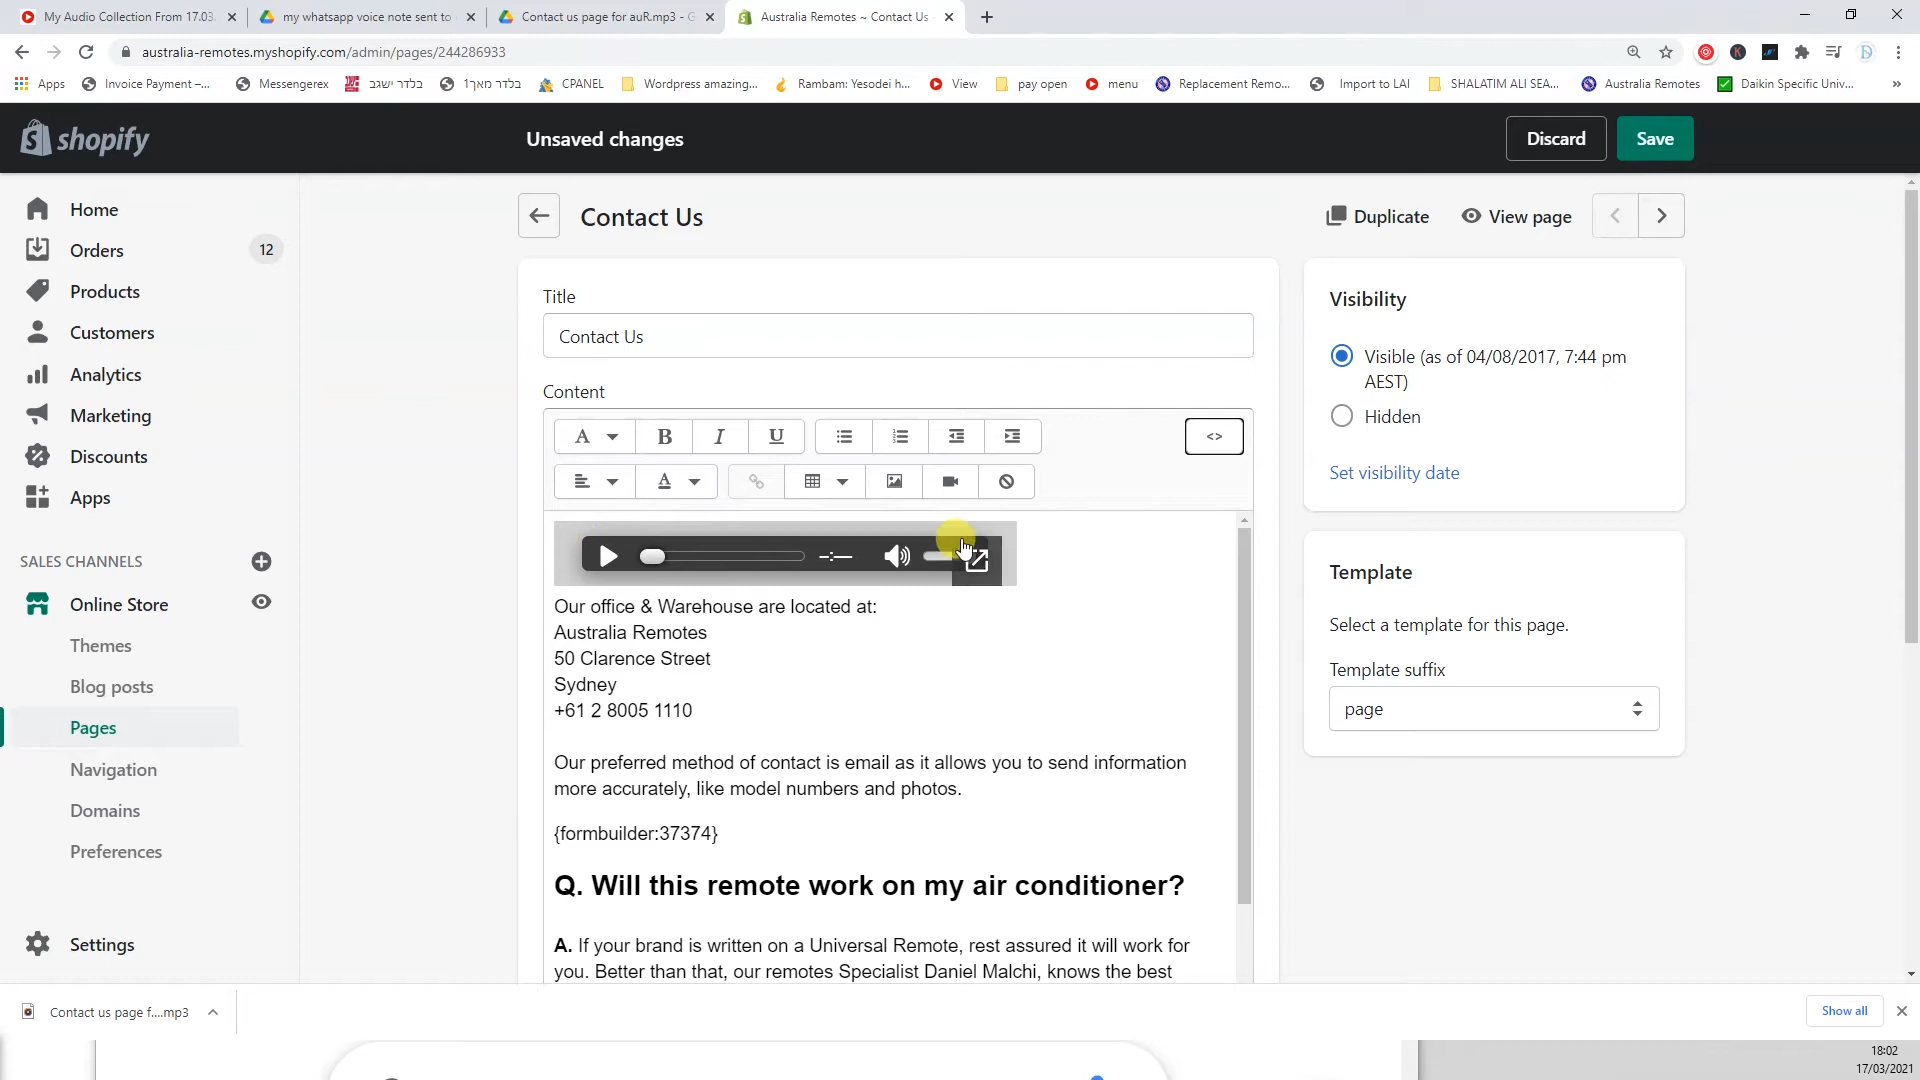 My Audio Collection From 17.03.
my whatsapp voice note sent to
Contact us page for auR.mp3 - G
Australia Remotes ~ Contact Us
australia-remotes.myshopify.com/admin/pages/244286933
Apps
Invoice Payment –...
Messengerex
בלדר ישגב
בלדר מאך1
CPANEL
Wordpress amazing...
Rambam: Yesodei h...
View
pay open
menu
Replacement Remo...
Import to LAI
SHALATIM ALI SEA...
Australia Remotes
Daikin Specific Univ...
»
shopify
Unsaved changes
Discard
Save
Home
Orders
12
Products
Customers
Analytics
Marketing
Discounts
Apps
SALES CHANNELS
Online Store
Themes
Blog posts
Pages
Navigation
Domains
Preferences
Settings
Contact Us
Duplicate
View page
Title
Contact Us
Content
A
B
I
U
<>
A
-:--
Our office & Warehouse are located at:
Australia Remotes
50 Clarence Street
Sydney
+61 2 8005 1110
Our preferred method of contact is email as it allows you to send information
more accurately, like model numbers and photos.
{formbuilder:37374}
Q. Will this remote work on my air conditioner?
A. If your brand is written on a Universal Remote, rest assured it will work for
you. Better than that, our remotes Specialist Daniel Malchi, knows the best
Visibility
Visible (as of 04/08/2017, 7:44 pm
AEST)
Hidden
Set visibility date
Template
Select a template for this page.
Template suffix
page
Contact us page f....mp3
Show all
18:02
17/03/2021